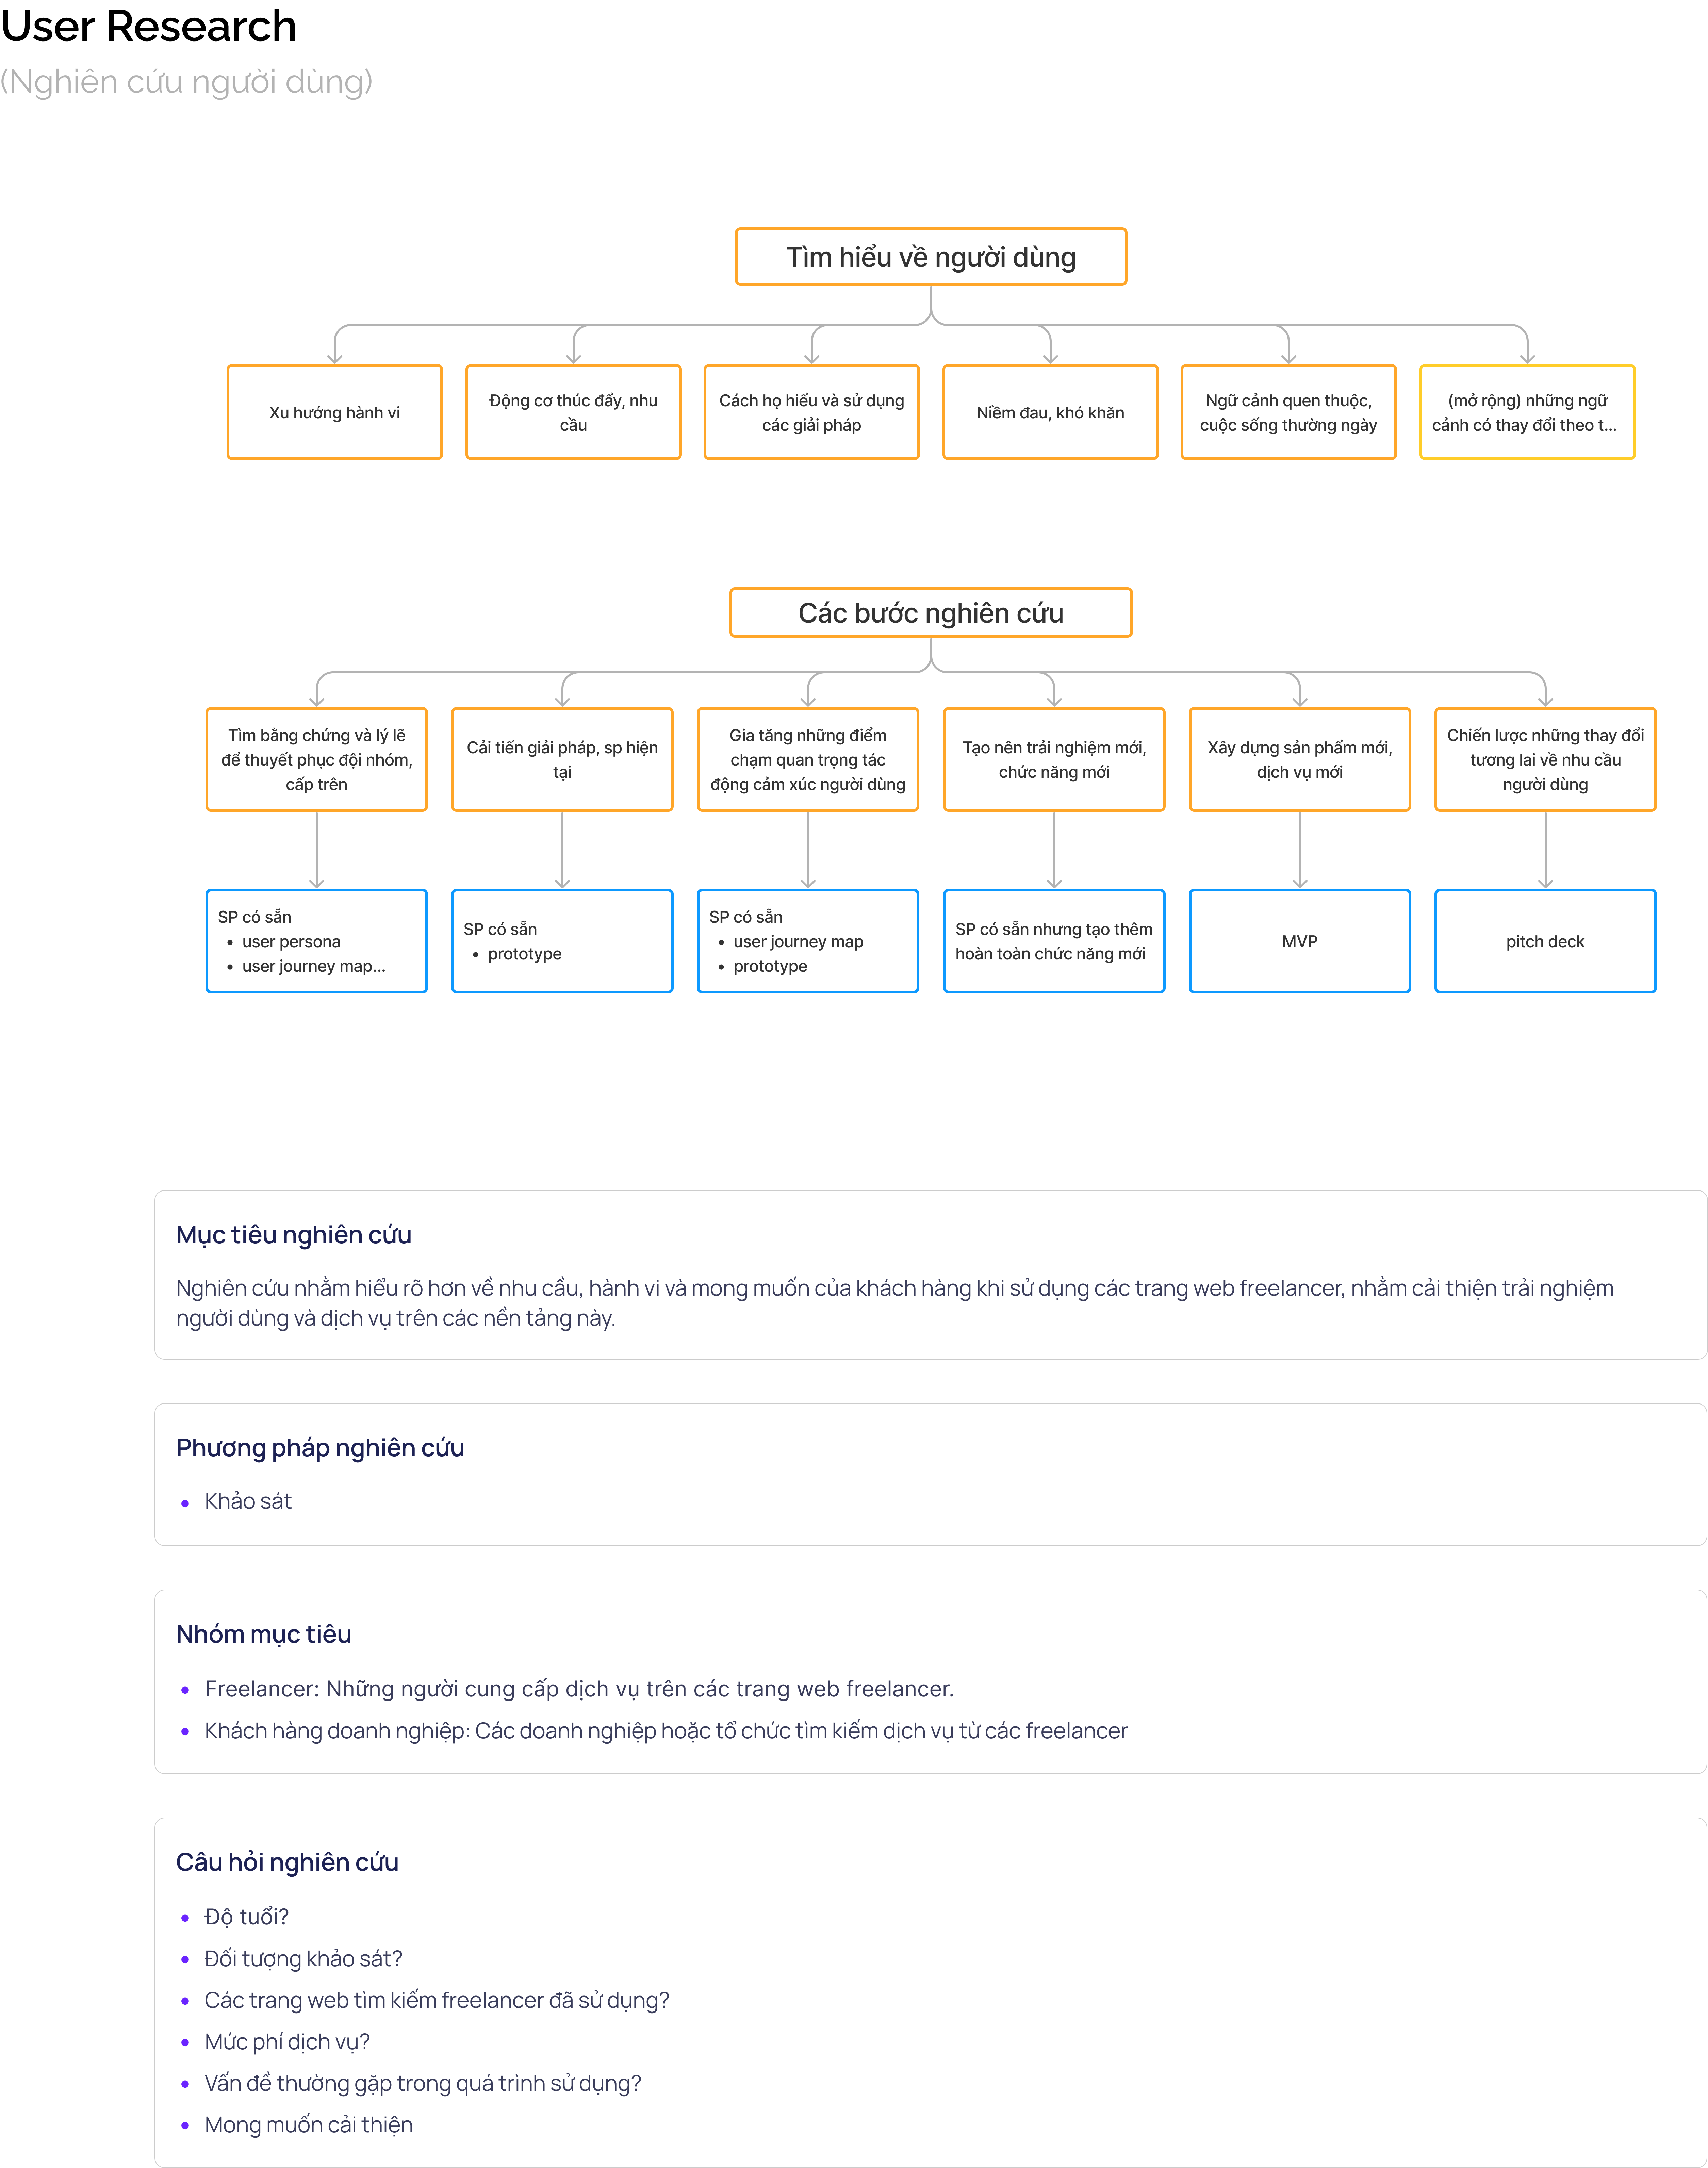 User Research
(Nghiên cứu người dùng)
Tìm hiểu về người dùng
Xu hướng hành vi
Động cơ thúc đẩy, nhu
cầu
Cách họ hiểu và sử dụng
các giải pháp
Niềm đau, khó khăn
Ngữ cảnh quen thuộc,
cuộc sống thường ngày
(mở rộng) những ngữ
cảnh có thay đổi theo t...
Các bước nghiên cứu
Tìm bằng chứng và lý lẽ
để thuyết phục đội nhóm,
cấp trên
Cải tiến giải pháp, sp hiện
tại
Gia tăng những điểm
chạm quan trọng tác
động cảm xúc người dùng
Tạo nên trải nghiệm mới,
chức năng mới
Xây dựng sản phẩm mới,
dịch vụ mới
Chiến lược những thay đổi
tương lai về nhu cầu
người dùng
SP có sẵn
• user persona
• user journey map...
SP có sẵn
• prototype
SP có sẵn
• user journey map
• prototype
SP có sẵn nhưng tạo thêm
hoàn toàn chức năng mới
MVP
pitch deck
Mục tiêu nghiên cứu
Nghiên cứu nhằm hiểu rõ hơn về nhu cầu, hành vi và mong muốn của khách hàng khi sử dụng các trang web freelancer, nhằm cải thiện trải nghiệm
người dùng và dịch vụ trên các nền tảng này.
Phương pháp nghiên cứu
• Khảo sát
Nhóm mục tiêu
• Freelancer: Những người cung cấp dịch vụ trên các trang web freelancer.
• Khách hàng doanh nghiệp: Các doanh nghiệp hoặc tổ chức tìm kiếm dịch vụ từ các freelancer
Câu hỏi nghiên cứu
• Độ tuổi?
• Đối tượng khảo sát?
• Các trang web tìm kiếm freelancer đã sử dụng?
• Mức phí dịch vụ?
• Vấn đề thường gặp trong quá trình sử dụng?
• Mong muốn cải thiện